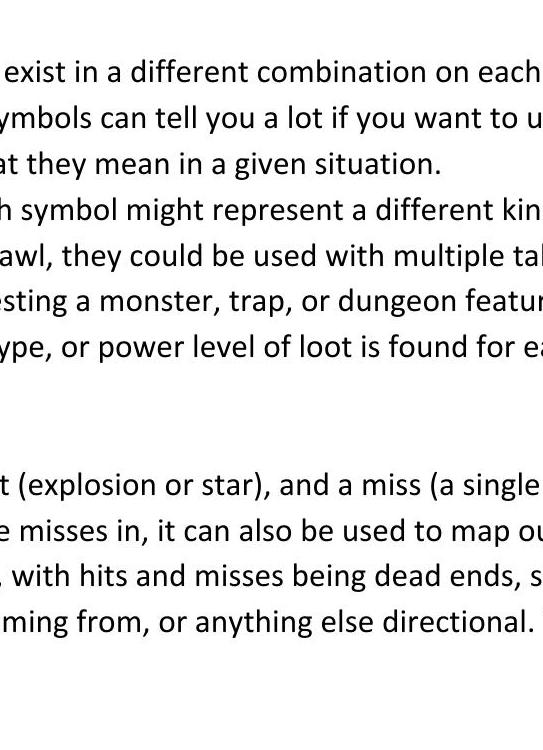 exist in a different combination on each
ymbols can tell you a lot if you want to u
at they mean in a given situation.
h symbol might represent a different kin
awl, they could be used with multiple ta
esting a monster, trap, or dungeon featur
ype, or power level of loot is found for ea
t (explosion or star), and a miss (a single
e misses in, it can also be used to map ou
, with hits and misses being dead ends, s
ming from, or anything else directional.